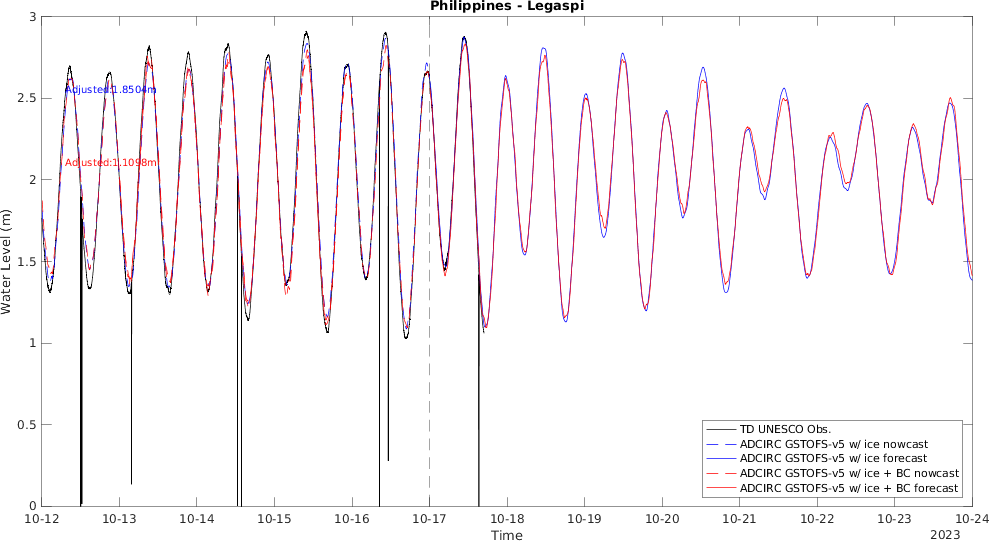 Philippines - Legaspi
3
2.5
2
1.5
1
0.5
0
Water Level (m)
Adjusted:1.8504m
Adjusted:1.1098m
TD UNESCO Obs.
ADCIRC GSTOFS-v5 w/ ice nowcast
ADCIRC GSTOFS-v5 w/ ice forecast
ADCIRC GSTOFS-v5 w/ ice + BC nowcast
ADCIRC GSTOFS-v5 w/ ice + BC forecast
10-12 10-13 10-14 10-15 10-16 10-17 10-18 10-19 10-20 10-21 10-22 10-23 10-24
Time
2023